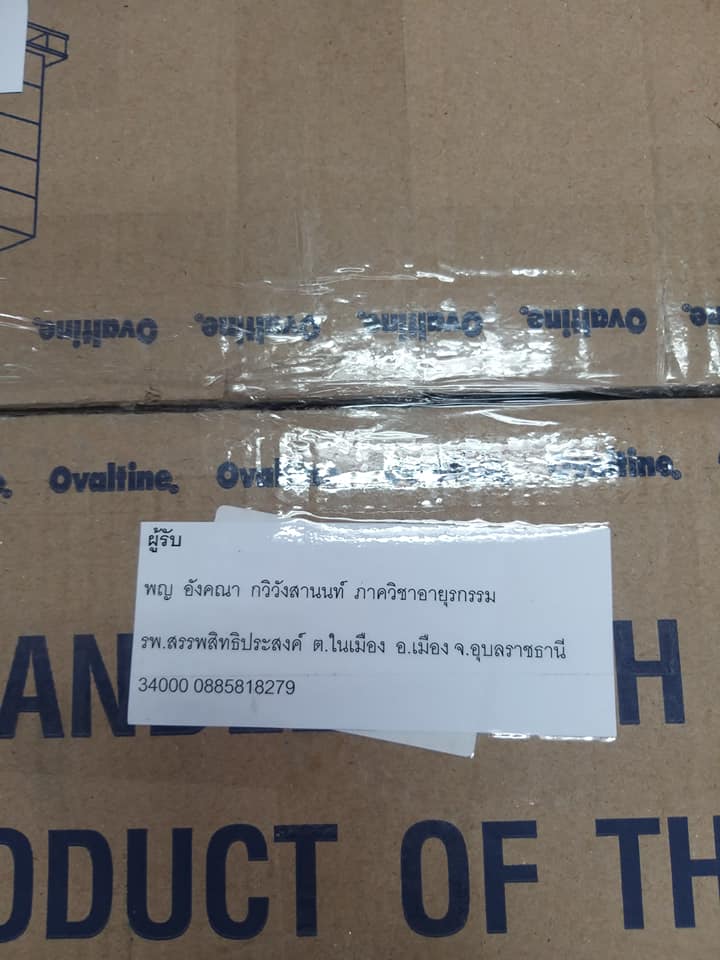 Ovaltine. Ovaltine. Ovaltine. Ovaltine.
Ovaltine. Ovaltine.
ผู้รับ
พญ อังคณา กวิวังสานนท์ ภาควิชาอายุรกรรม
รพ.สรรพสิทธิประสงค์ ต.ในเมือง อ.เมือง จ.อุบลราชธานี
34000 0885818279
H
ODUCT OF TH